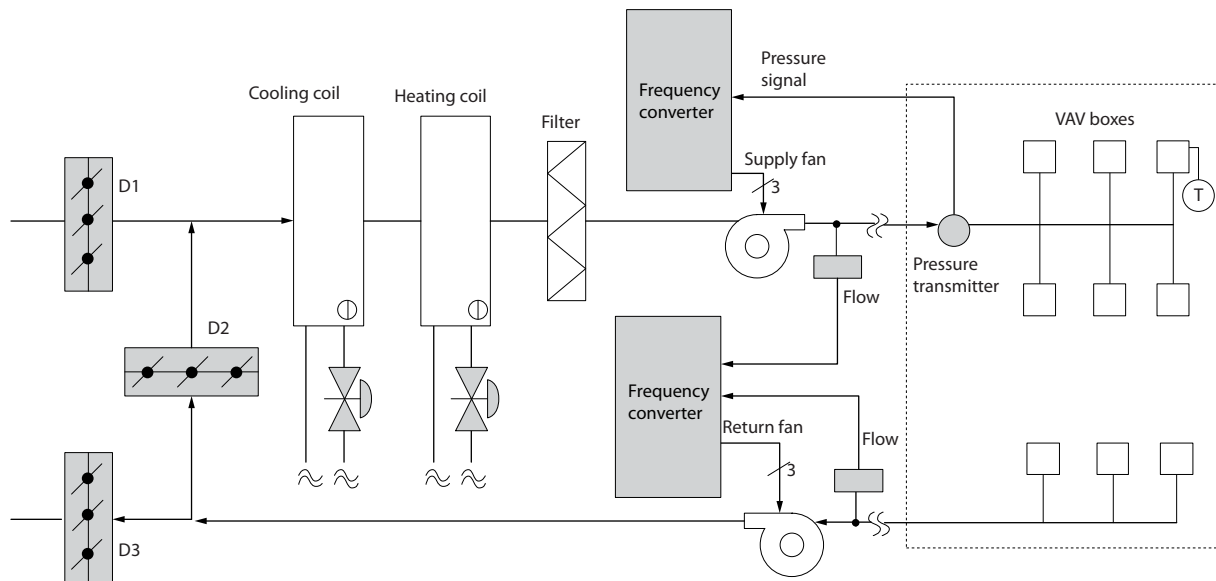 Cooling coil
Heating coil
Filter
Frequency
converter
Pressure
signal
VAV boxes
Supply fan
3
D1
T
Pressure
transmitter
Flow
D2
Frequency
converter
Return fan
3
Flow
D3